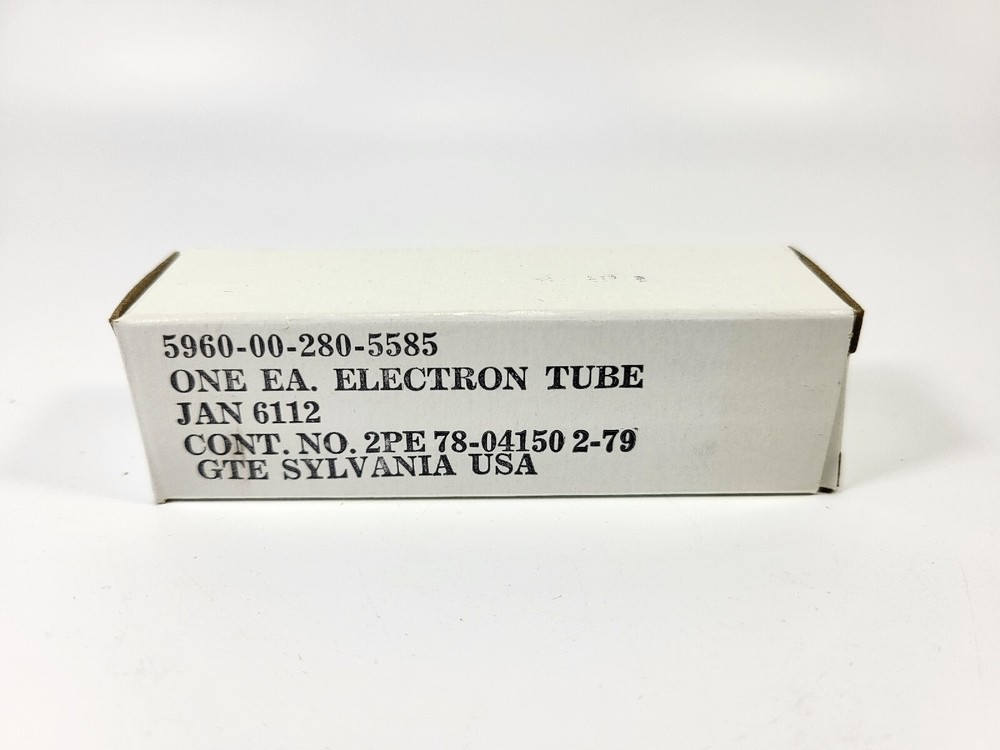 5960-00-280-5585
ONE EA. ELECTRON TUBE
JAN 6112
CONT. NO. 2PE 78-04150 2-79
GTE SYLVANIA USA